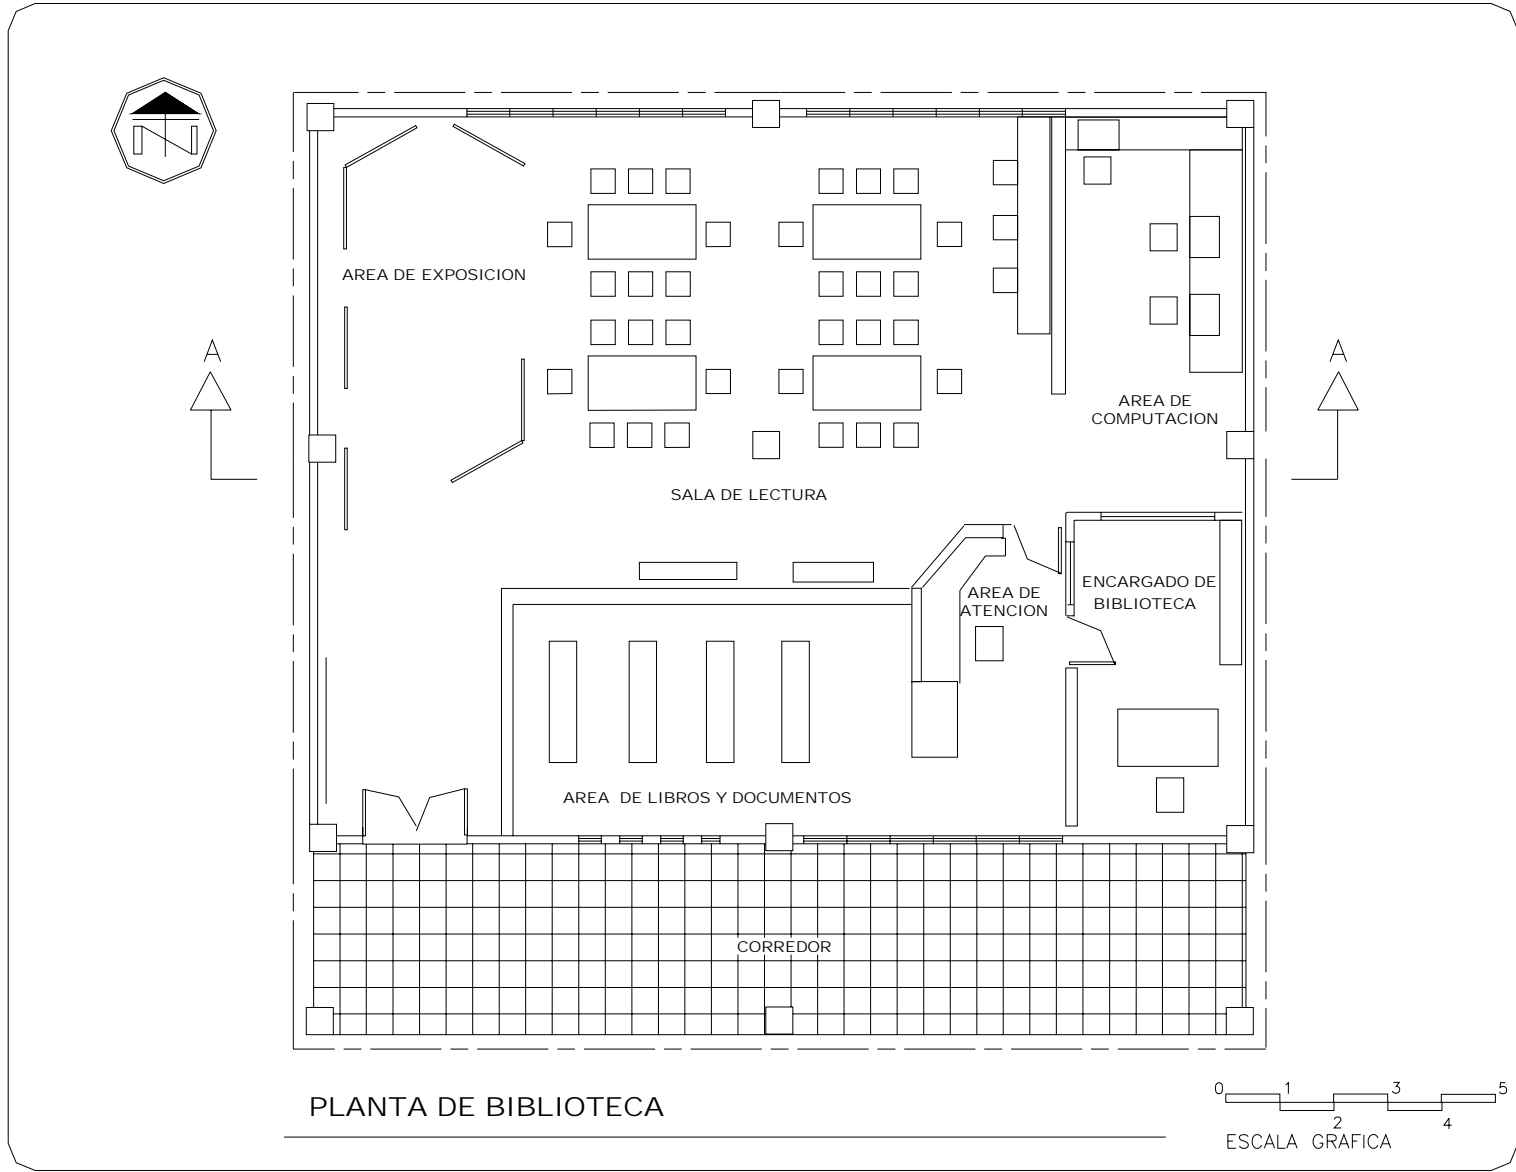 N
AREA DE EXPOSICION
A
A
AREA DE
COMPUTACION
SALA DE LECTURA
AREA DE
ATENCION
ENCARGADO DE
BIBLIOTECA
AREA DE LIBROS Y DOCUMENTOS
CORREDOR
PLANTA DE BIBLIOTECA
0 1 3 5
2 4
ESCALA GRAFICA